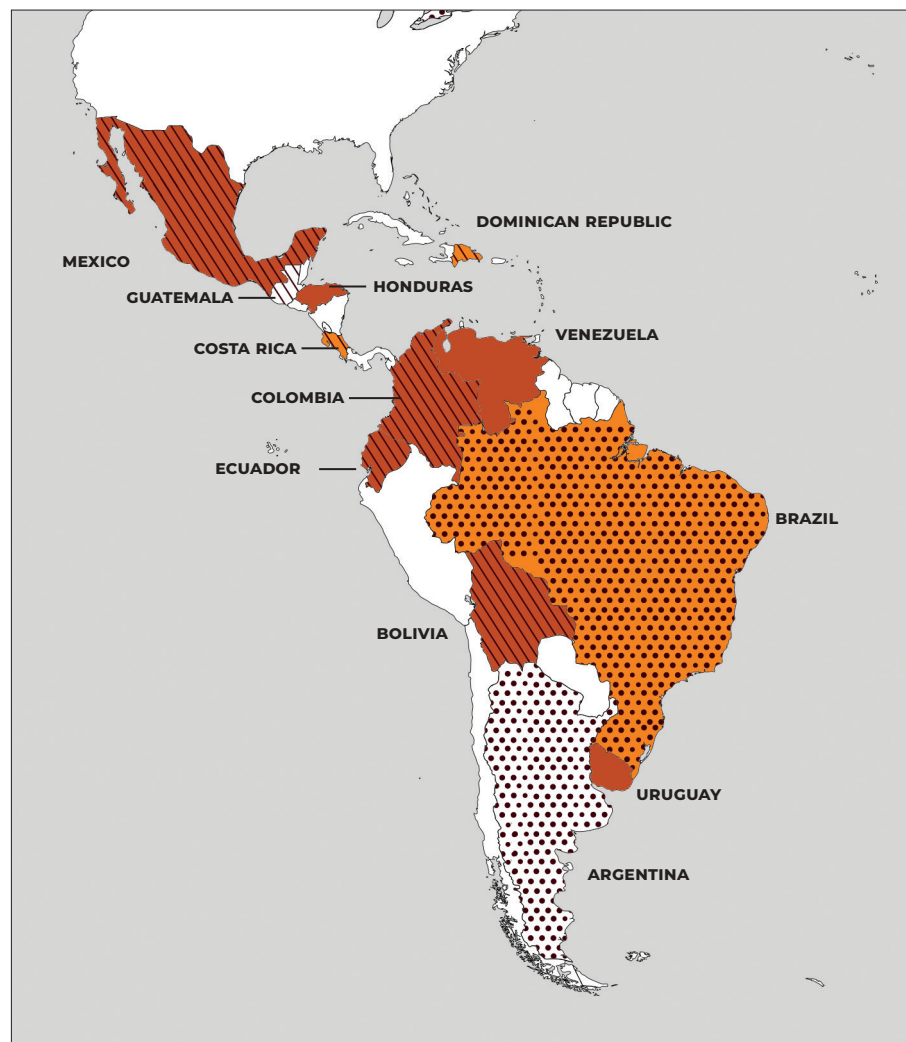 DOMINICAN REPUBLIC
MEXICO
HONDURAS
GUATEMALA
VENEZUELA
COSTA RICA
COLOMBIA
ECUADOR
BRAZIL
BOLIVIA
URUGUAY
ARGENTINA